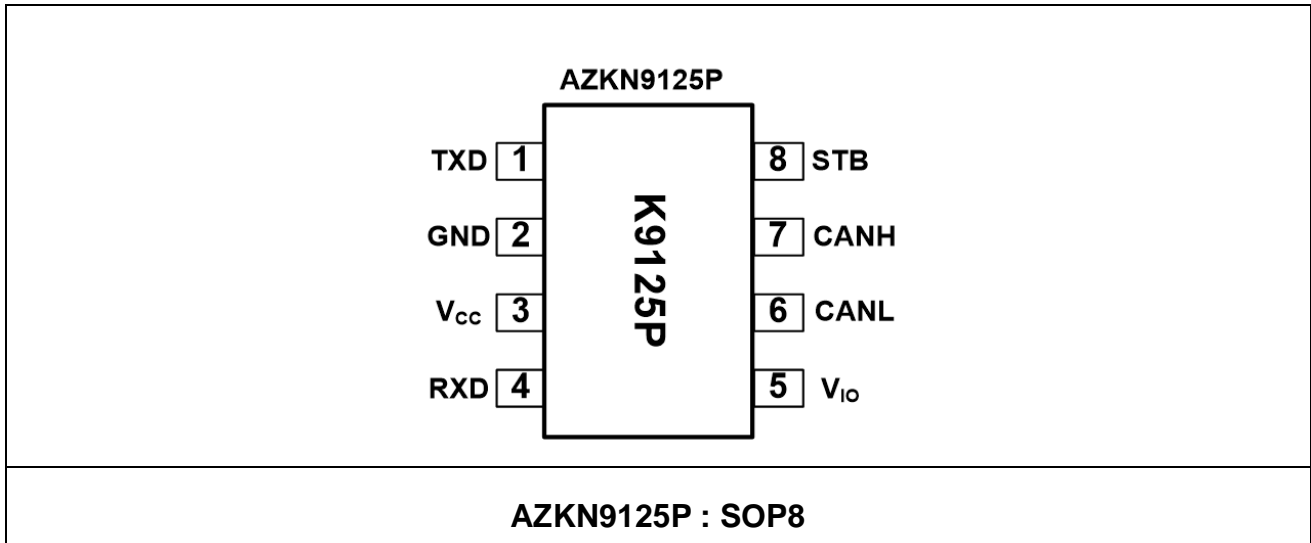 AZKN9125P
TXD 1
GND 2
VCC 3
RXD 4
K9125P
8 STB
7 CANH
6 CANL
5 VIO
AZKN9125P : SOP8